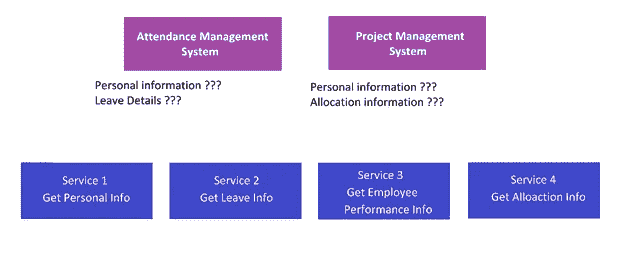 Attendance Management
System
Project Management
System
Personal information ???
Leave Details ???
Personal information ???
Allocation information ???
Service 1
Get Personal Info
Service 2
Get Leave Info
Service 3
Get Employee
Performance Info
Service 4
Get Alloaction Info